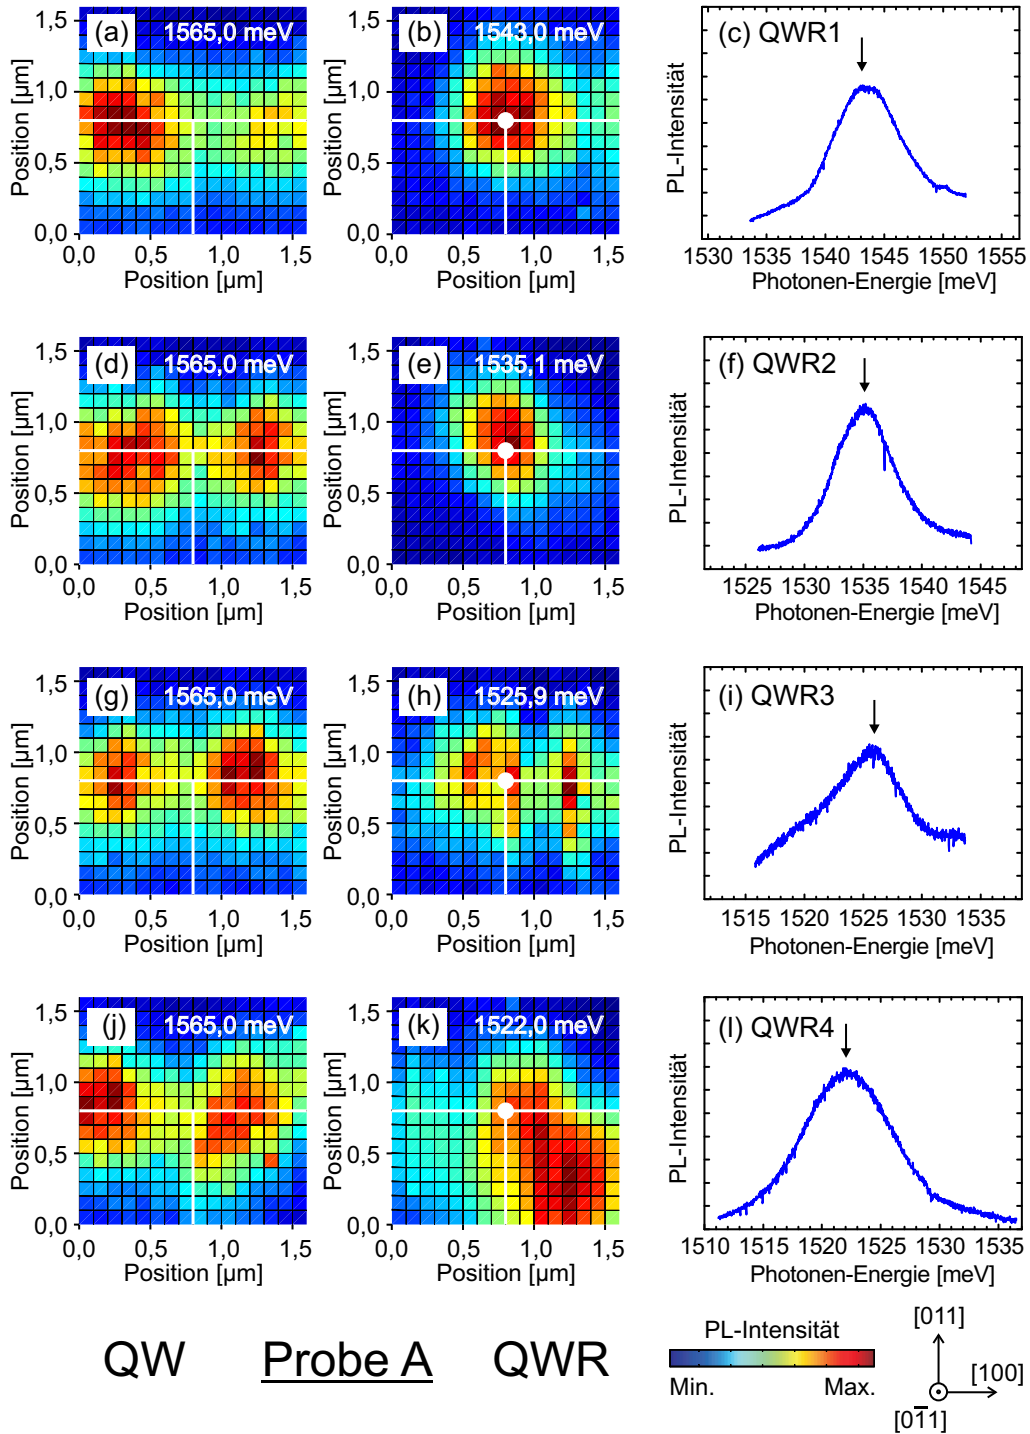 (a) 1565,0 meV
(b) 1543,0 meV
(c) QWR1
Position [µm]
1,5
1,0
0,5
0,0
0,0 0,5 1,0 1,5
Position [µm]
Position [µm]
1,5
1,0
0,5
0,0
0,0 0,5 1,0 1,5
Position [µm]
PL-Intensität
1530 1535 1540 1545 1550 1555
Photonen-Energie [meV]
(d) 1565,0 meV
(e) 1535,1 meV
(f) QWR2
Position [µm]
1,5
1,0
0,5
0,0
0,0 0,5 1,0 1,5
Position [µm]
Position [µm]
1,5
1,0
0,5
0,0
0,0 0,5 1,0 1,5
Position [µm]
PL-Intensität
1525 1530 1535 1540 1545
Photonen-Energie [meV]
(g) 1565,0 meV
(h) 1525,9 meV
(i) QWR3
Position [µm]
1,5
1,0
0,5
0,0
0,0 0,5 1,0 1,5
Position [µm]
Position [µm]
1,5
1,0
0,5
0,0
0,0 0,5 1,0 1,5
Position [µm]
PL-Intensität
1515 1520 1525 1530 1535
Photonen-Energie [meV]
(j) 1565,0 meV
(k) 1522,0 meV
(l) QWR4
Position [µm]
1,5
1,0
0,5
0,0
0,0 0,5 1,0 1,5
Position [µm]
Position [µm]
1,5
1,0
0,5
0,0
0,0 0,5 1,0 1,5
Position [µm]
PL-Intensität
1510 1515 1520 1525 1530 1535
Photonen-Energie [meV]
QW Probe A QWR
PL-Intensität
Min. Max.
[011]
[100]
[01̅1]